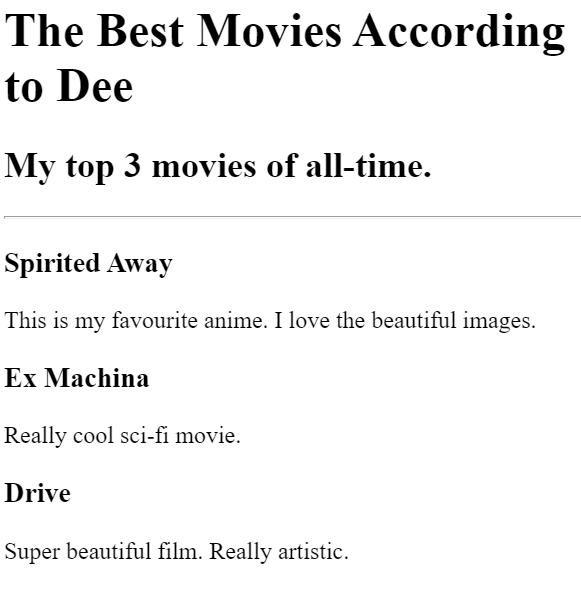 The Best Movies According
to Dee
My top 3 movies of all-time.
Spirited Away
This is my favourite anime. I love the beautiful images.
Ex Machina
Really cool sci-fi movie.
Drive
Super beautiful film. Really artistic.